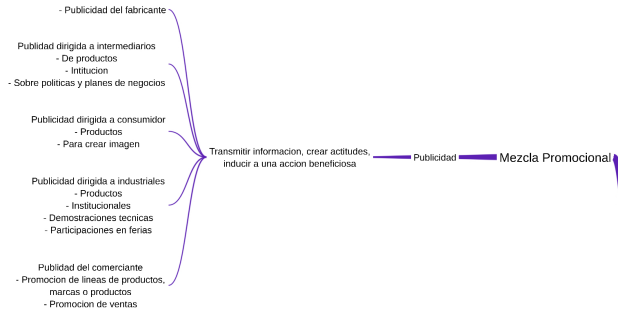 - Publicidad del fabricante
Publidad dirigida a intermediarios
- De productos
- Intitucion
- Sobre politicas y planes de negocios
Publicidad dirigida a consumidor
- Productos
- Para crear imagen
Publicidad dirigida a industriales
- Productos
- Institucionales
- Demostraciones tecnicas
- Participaciones en ferias
Publidad del comerciante
- Promocion de lineas de productos,
marcas o productos
- Promocion de ventas
Transmitir informacion, crear actitudes,
inducir a una accion beneficiosa
Publicidad
Mezcla Promocional